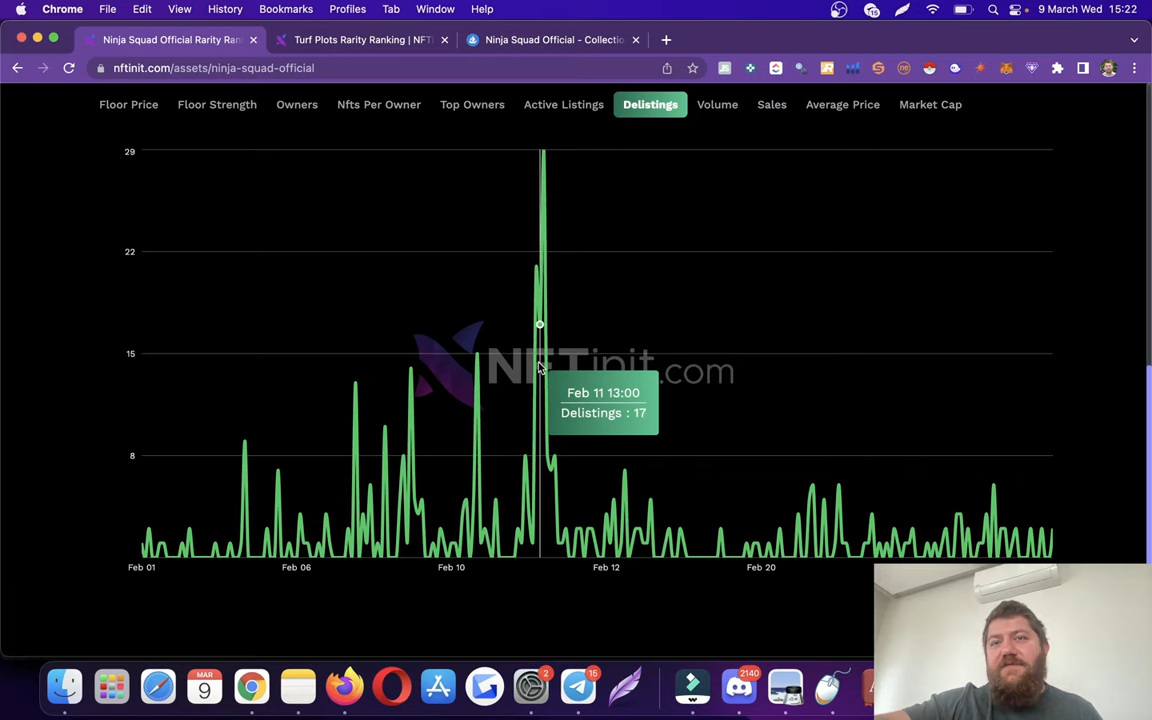 Chrome File Edit View History Bookmarks Profiles Tab Window Help
15
9 March Wed 15:22
Ninja Squad Official Rarity Ran
Turf Plots Rarity Ranking | NFT
Ninja Squad Official - Collectio
nftinit.com/assets/ninja-squad-official
Floor Price Floor Strength Owners Nfts Per Owner Top Owners Active Listings Delistings Volume Sales Average Price Market Cap
29
22
15
8
NFTinit.com
Feb 11 13:00
Delistings : 17
Feb 01 Feb 06 Feb 10 Feb 12 Feb 20
MAR
9
2
15
2140